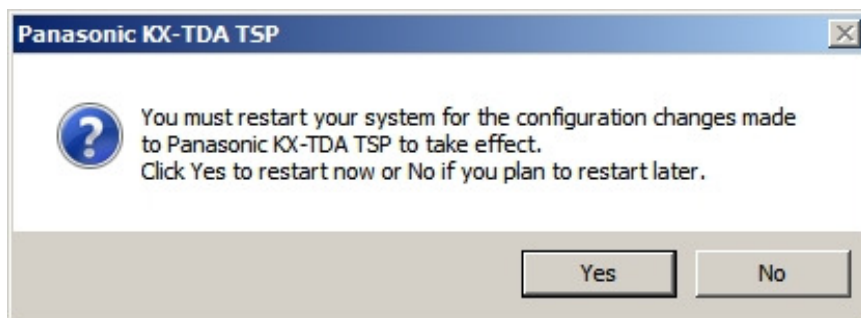 Panasonic KX-TDA TSP
You must restart your system for the configuration changes made
to Panasonic KX-TDA TSP to take effect.
Click Yes to restart now or No if you plan to restart later.
Yes
No